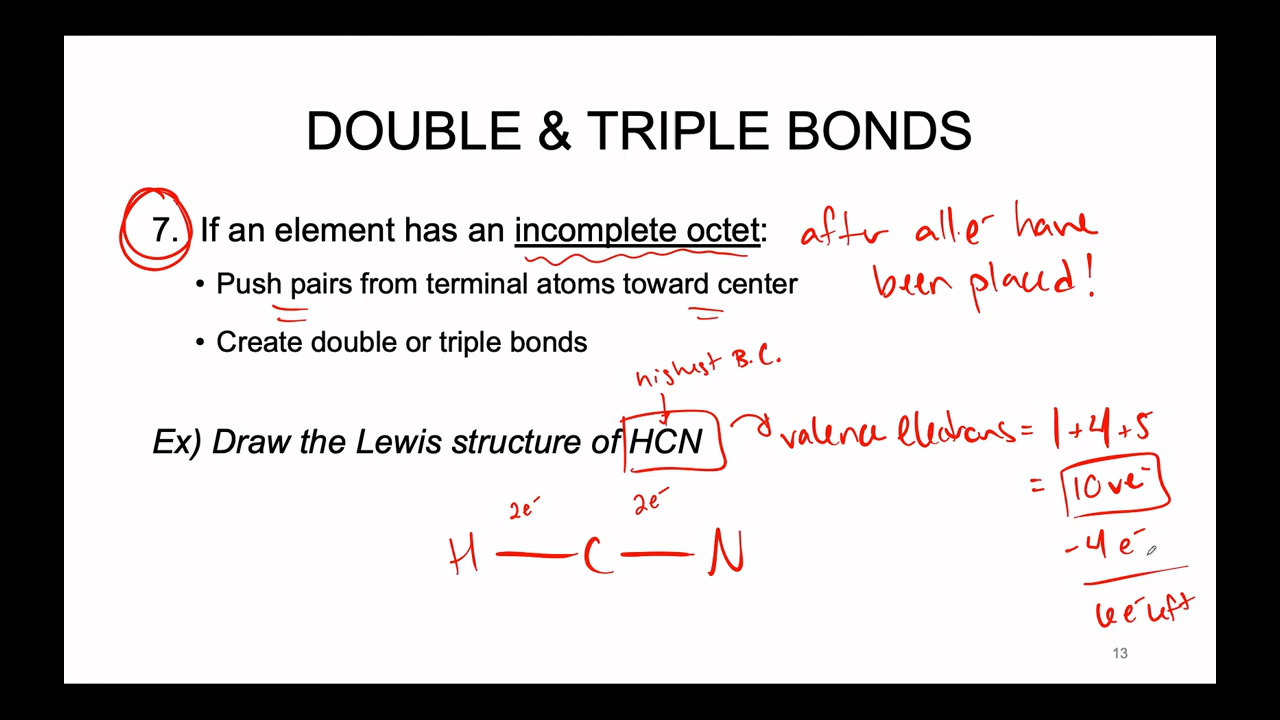 DOUBLE & TRIPLE BONDS
7. If an element has an incomplete octet: after all e⁻ have
been placed!
• Push pairs from terminal atoms toward center
• Create double or triple bonds
highest B.C.
Ex) Draw the Lewis structure of HCN valence electrons = 1+4+5
= 10 ve⁻
2e⁻ 2e⁻
H — C — N
-4 e⁻
6e⁻ left
13